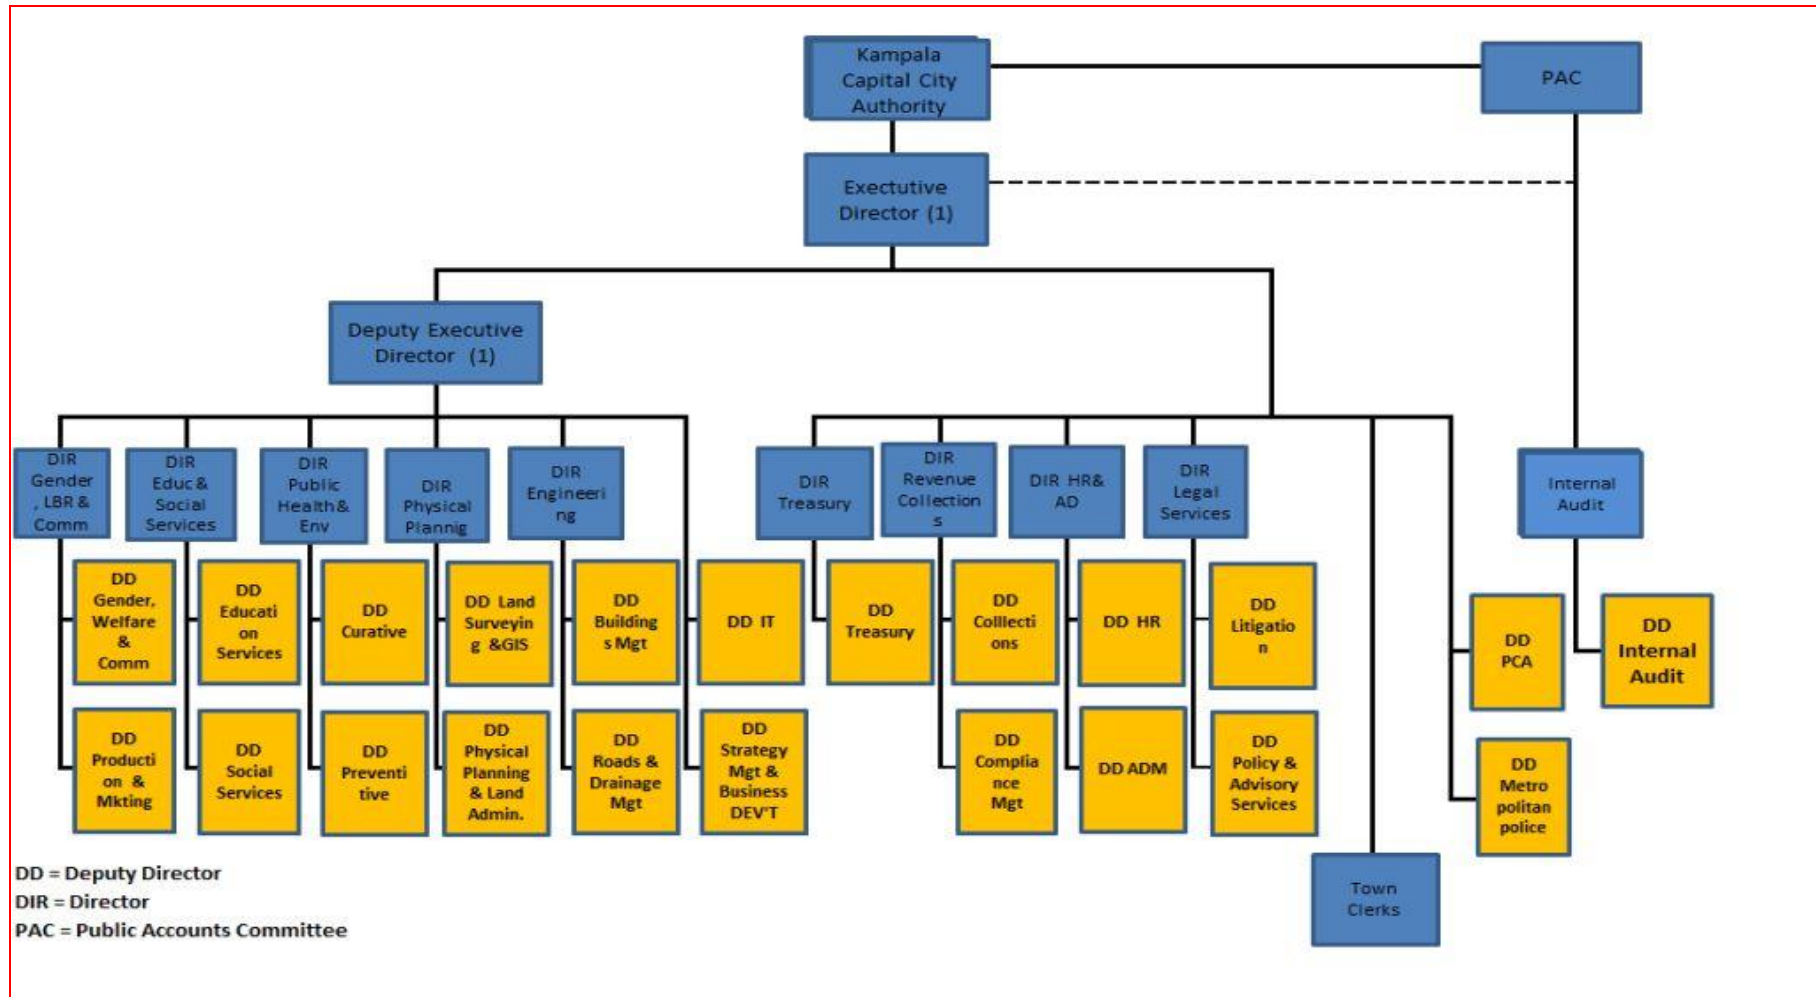 Kampala
Capital City
Authority
PAC
Exectutive
Director (1)
Deputy Executive
Director (1)
DIR
Gender
, LBR &
Comm
DIR
Educ &
Social
Services
DIR
Public
Health &
Env
DIR
Physical
Plannig
DIR
Engineeri
ng
DIR
Treasury
DIR
Revenue
Collection
s
DIR HR&
AD
DIR
Legal
Services
Internal
Audit
DD
Gender,
Welfare
&
Comm
DD
Educati
on
Services
DD
Curative
DD Land
Surveyin
g &GIS
DD
Building
s Mgt
DD IT
DD
Treasury
DD
Colllecti
ons
DD HR
DD
Litigatio
n
DD
PCA
DD
Internal
Audit
DD
Producti
on &
Mkting
DD
Social
Services
DD
Preventi
tive
DD
Physical
Planning
& Land
Admin.
DD
Roads &
Drainage
Mgt
DD
Strategy
Mgt &
Business
DEV'T
DD
Complia
nce
Mgt
DD ADM
DD
Policy &
Advisory
Services
DD
Metro
politan
police
Town
Clerks
DD = Deputy Director
DIR = Director
PAC = Public Accounts Committee